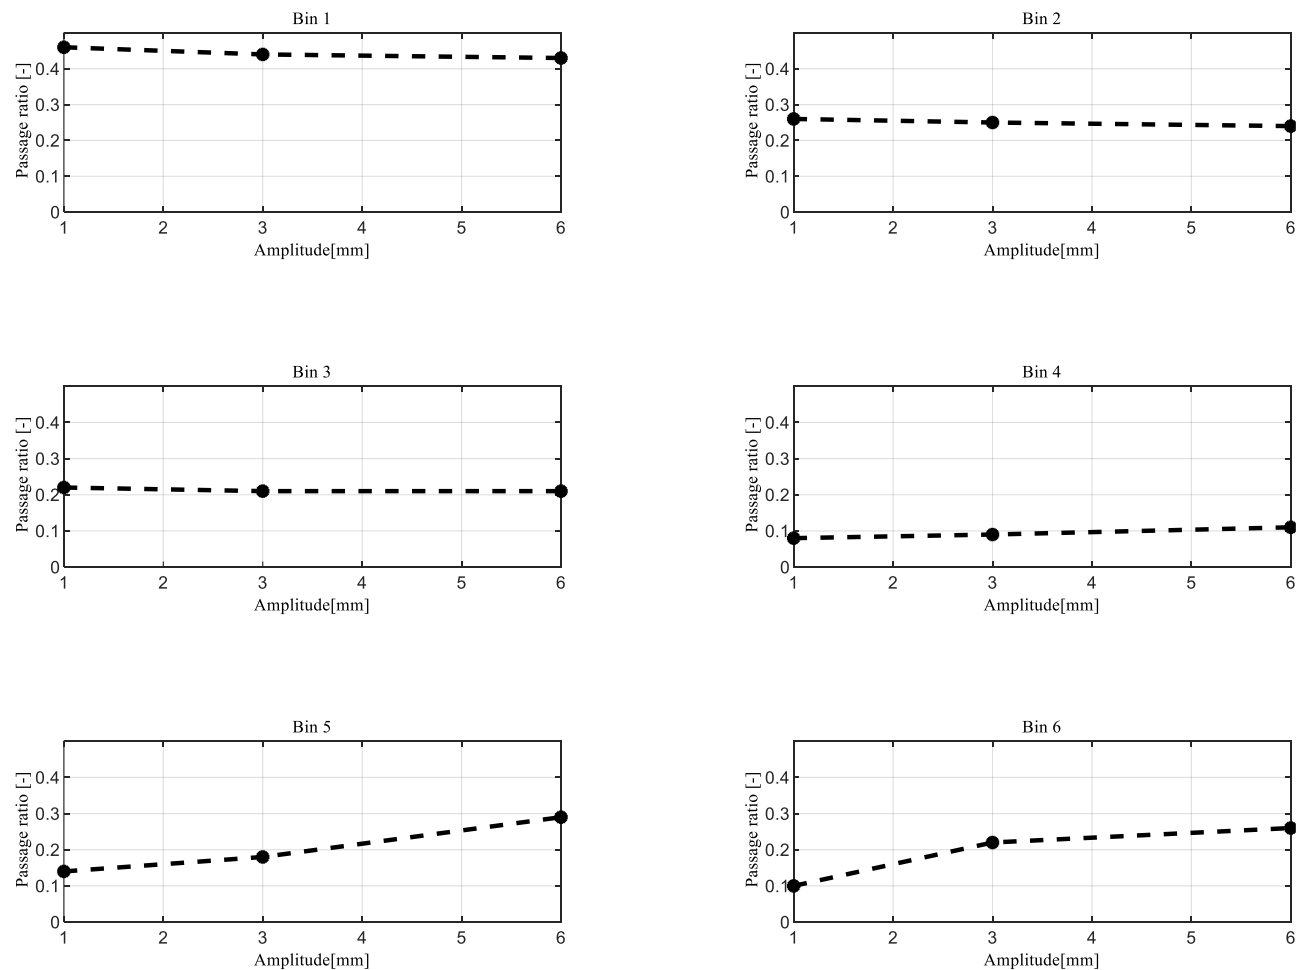 Bin 1
Passage ratio [-]
0.4
0.3
0.2
0.1
0
1 2 3 4 5 6
Amplitude[mm]
Bin 2
Passage ratio [-]
0.4
0.3
0.2
0.1
0
1 2 3 4 5 6
Amplitude[mm]
Bin 3
Passage ratio [-]
0.4
0.3
0.2
0.1
0
1 2 3 4 5 6
Amplitude[mm]
Bin 4
Passage ratio [-]
0.4
0.3
0.2
0.1
0
1 2 3 4 5 6
Amplitude[mm]
Bin 5
Passage ratio [-]
0.4
0.3
0.2
0.1
0
1 2 3 4 5 6
Amplitude[mm]
Bin 6
Passage ratio [-]
0.4
0.3
0.2
0.1
0
1 2 3 4 5 6
Amplitude[mm]